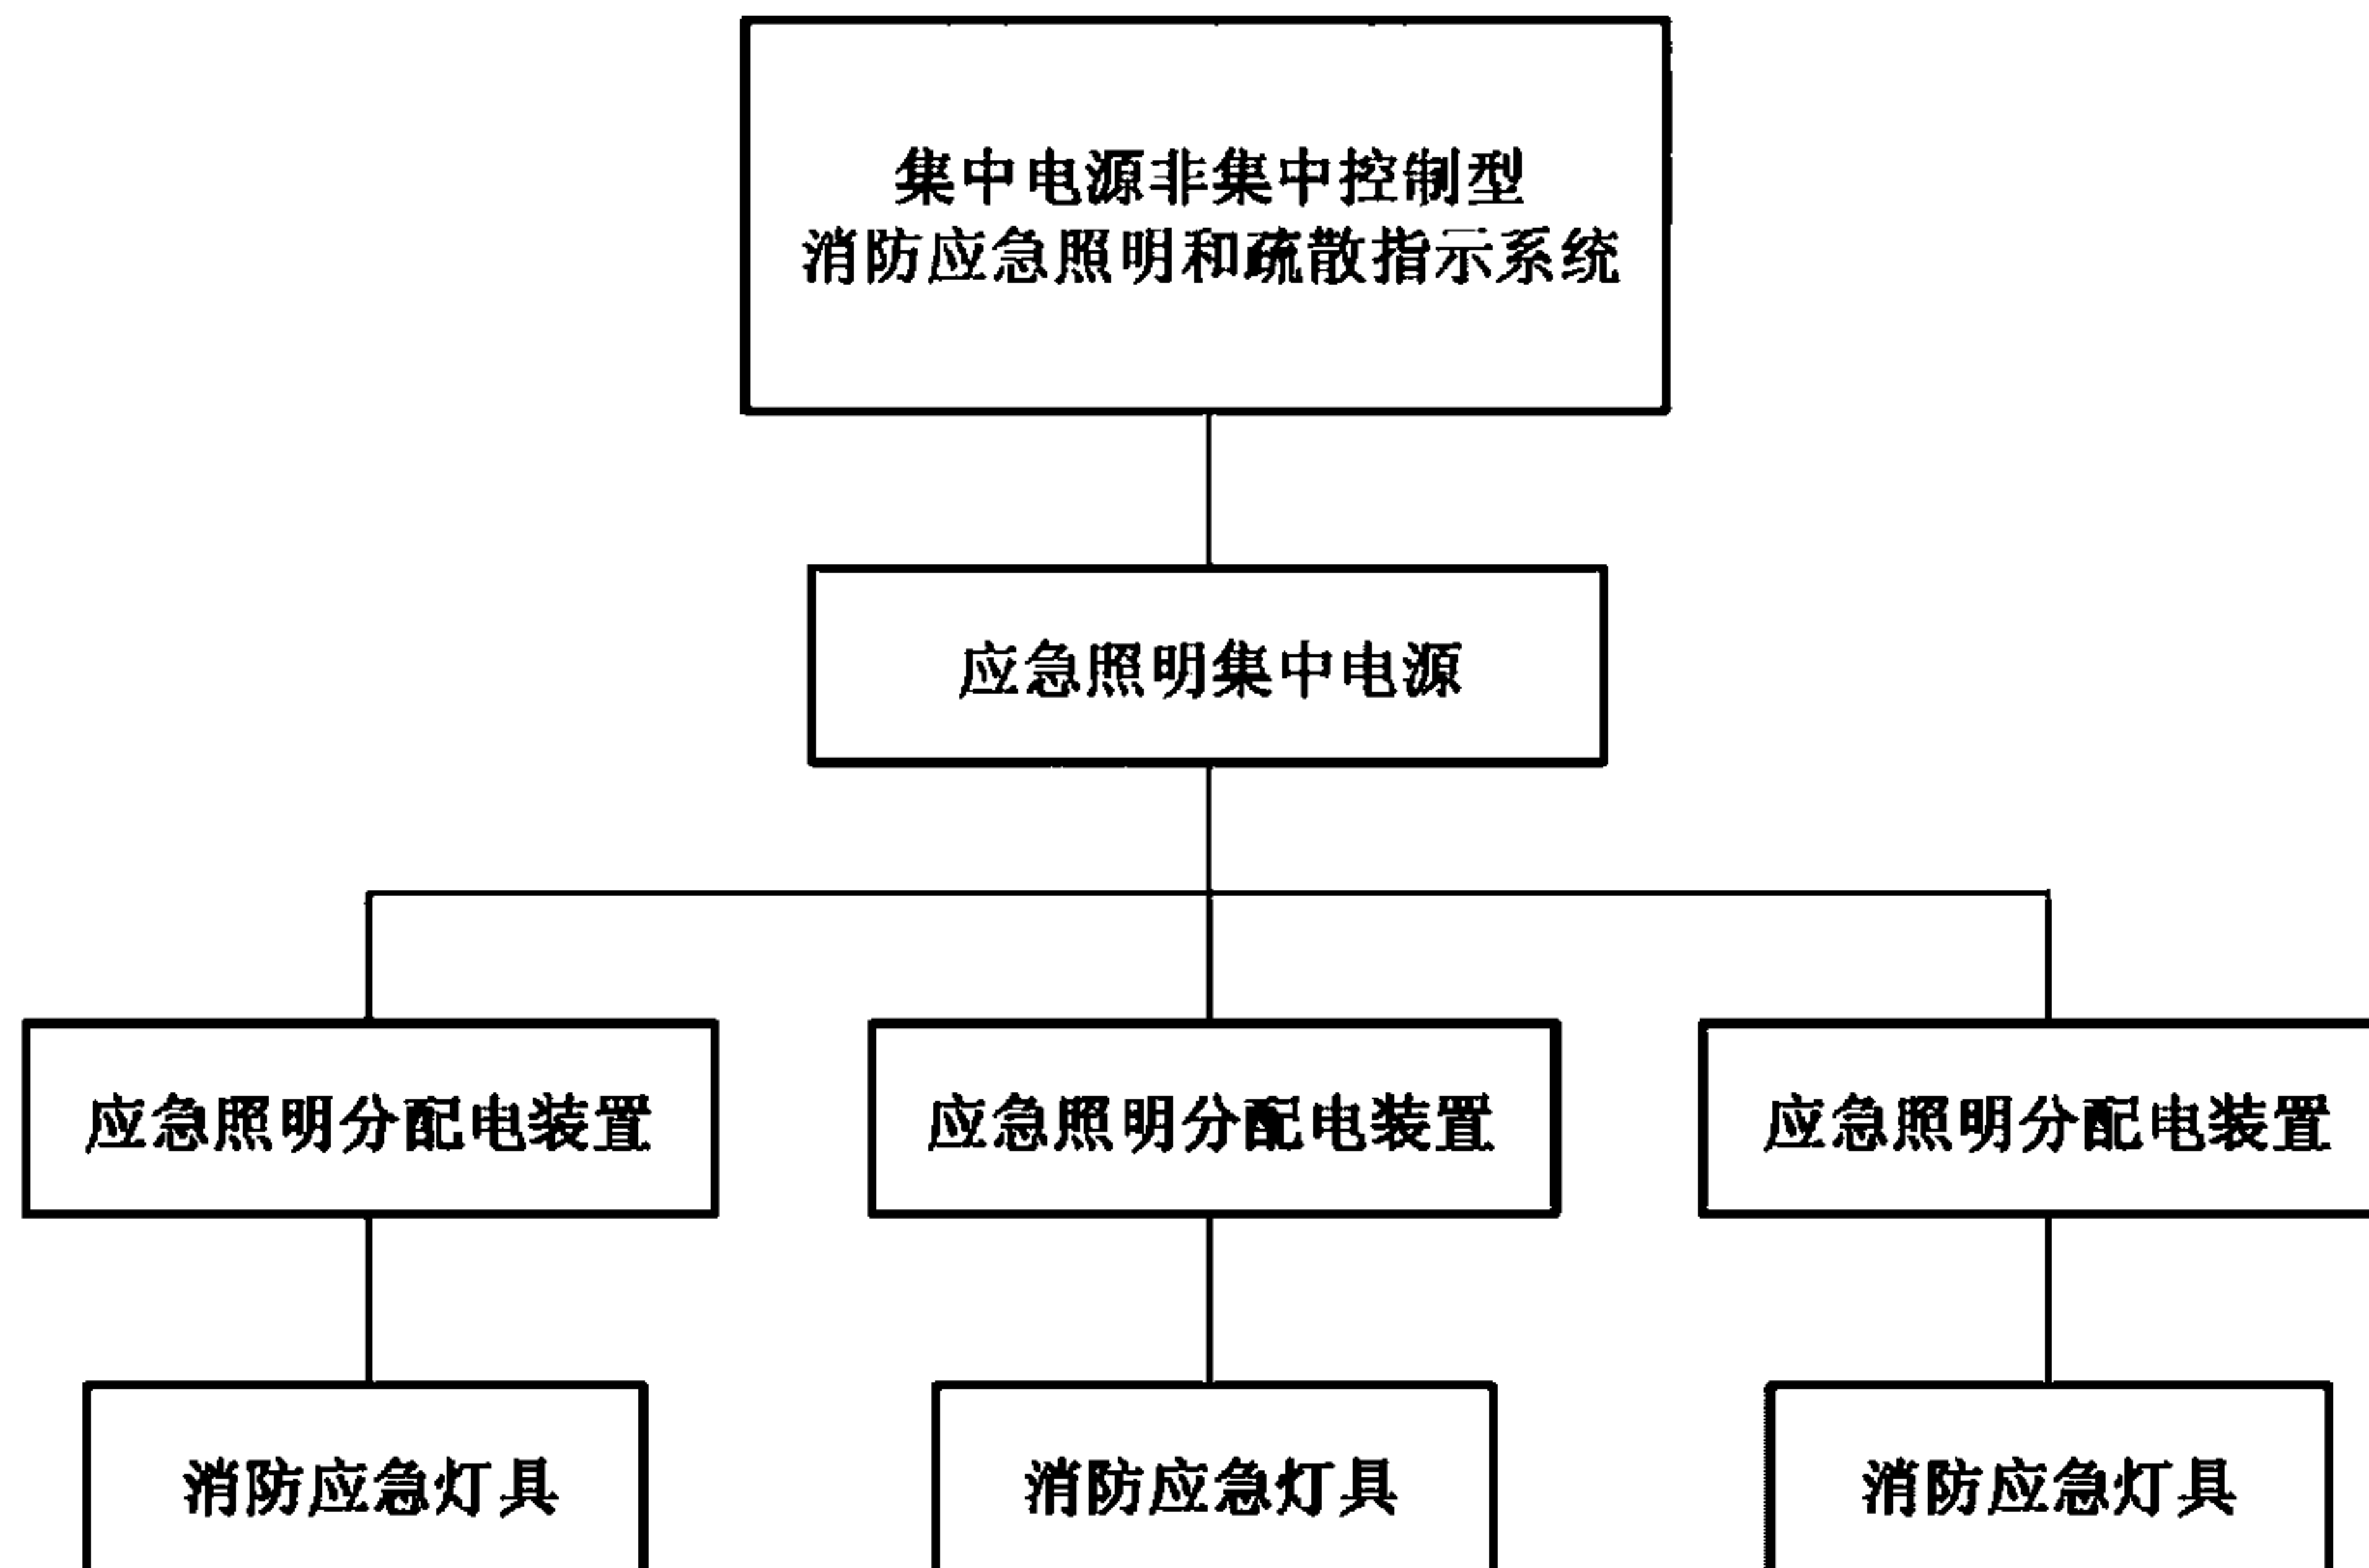 集中电源非集中控制型
消防应急照明和疏散指示系统
应急照明集中电源
应急照明分配电装置
应急照明分配电装置
应急照明分配电装置
消防应急灯具
消防应急灯具
消防应急灯具